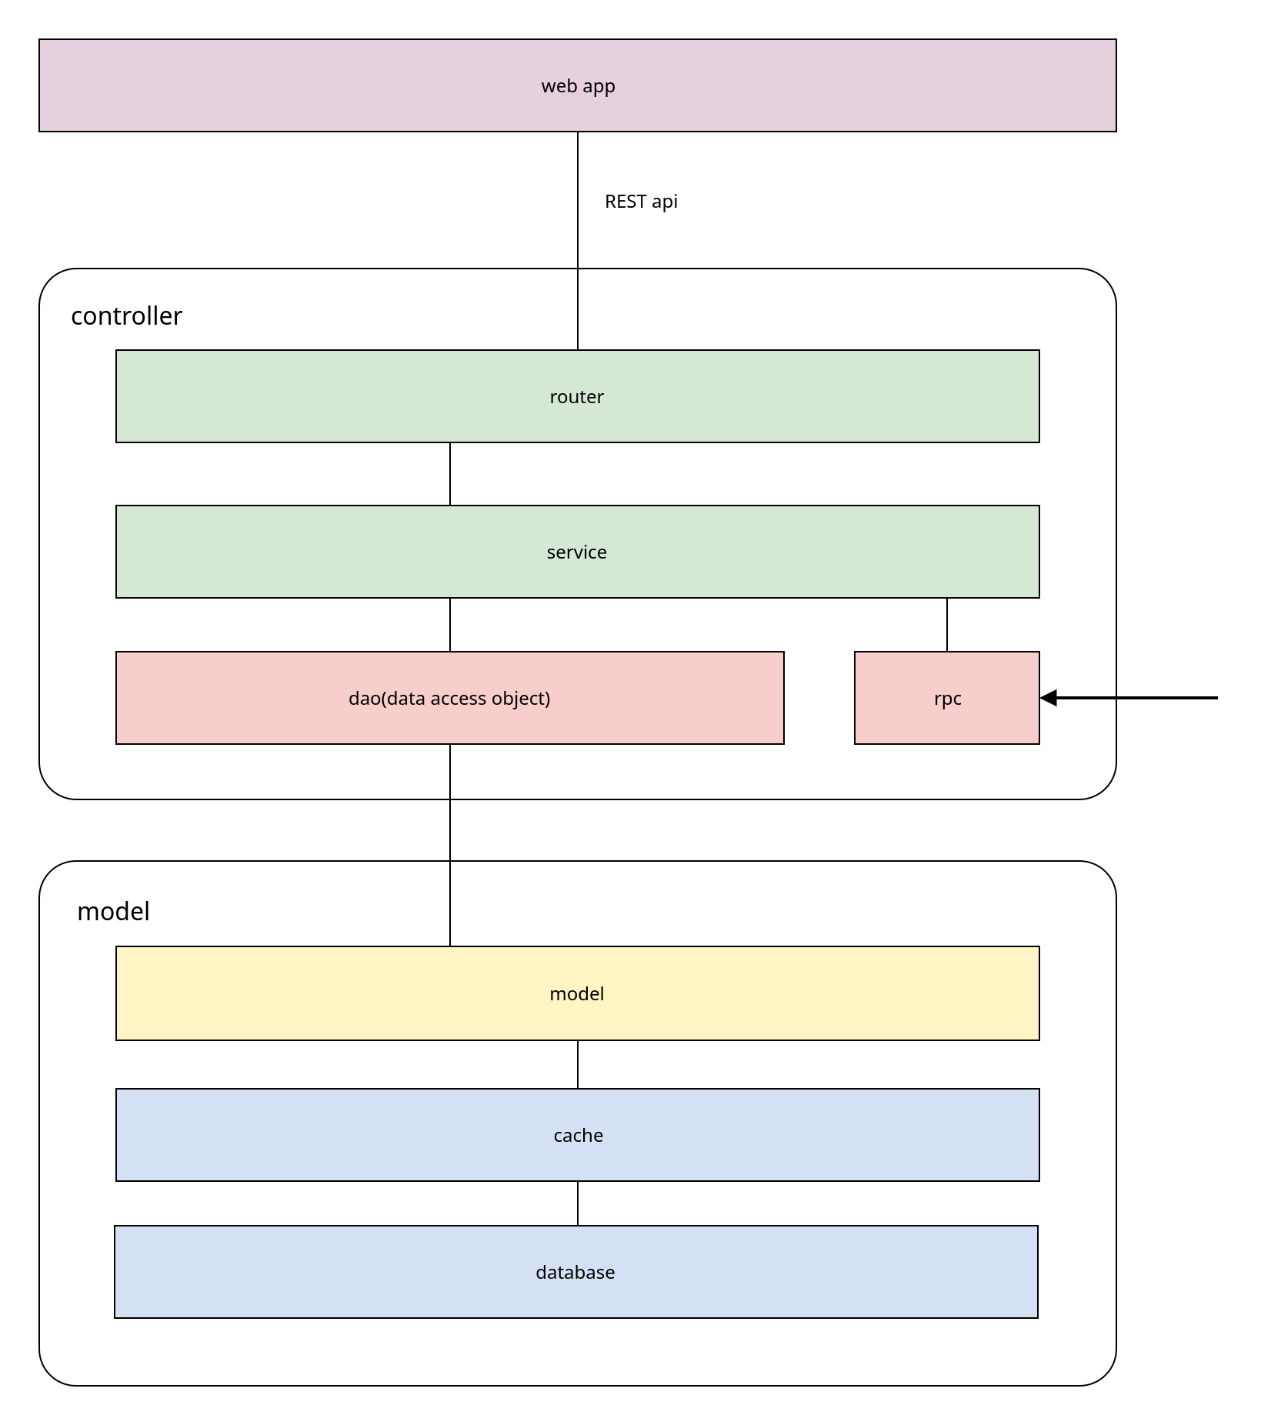 web app
REST api
controller
router
service
dao(data access object)
rpc
model
model
cache
database